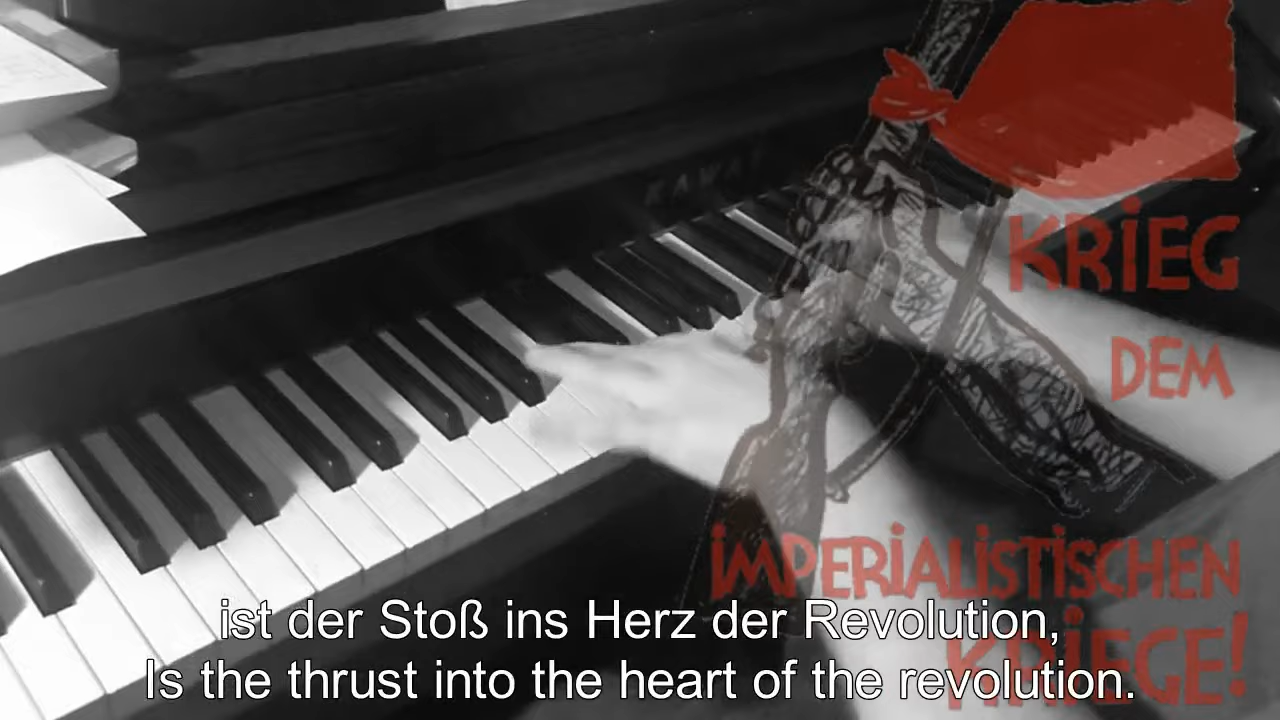 KRIEG
DEM
IMPERIALISTISCHEN
KRIEGE!
ist der Stoß ins Herz der Revolution,
Is the thrust into the heart of the revolution.